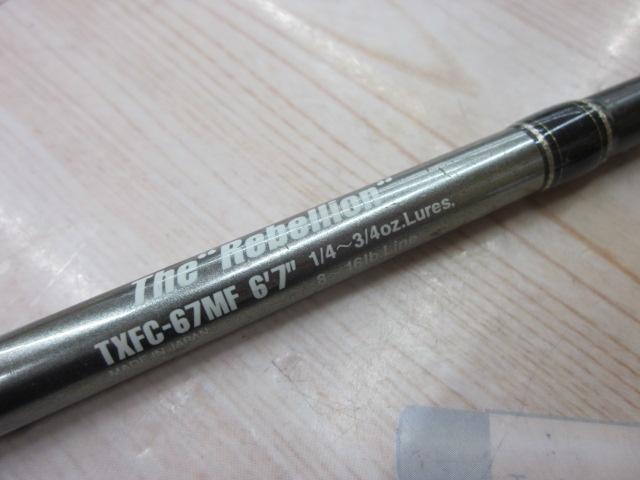 The "Rebellion"
TXFC-67MF 6'7" 1/4~3/4oz.Lures.
8 16lb Line
MADE IN JAPAN